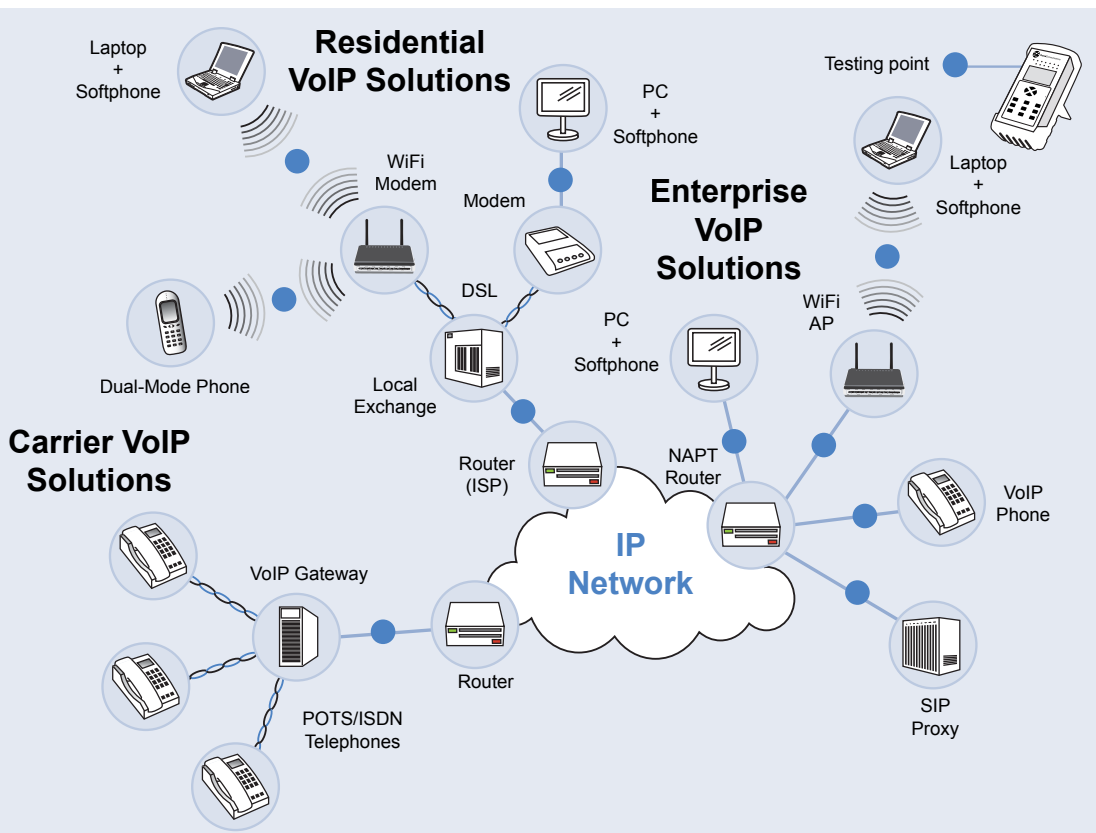 Laptop
+
Softphone
Residential
VoIP Solutions
PC
+
Softphone
Testing point
WiFi
Modem
Modem
Laptop
+
Softphone
Enterprise
VoIP
Solutions
DSL
WiFi
AP
PC
+
Softphone
Dual-Mode Phone
Local
Exchange
Carrier VoIP
Solutions
Router
(ISP)
NAPT
Router
VoIP
Phone
IP
Network
VoIP Gateway
Router
POTS/ISDN
Telephones
SIP
Proxy